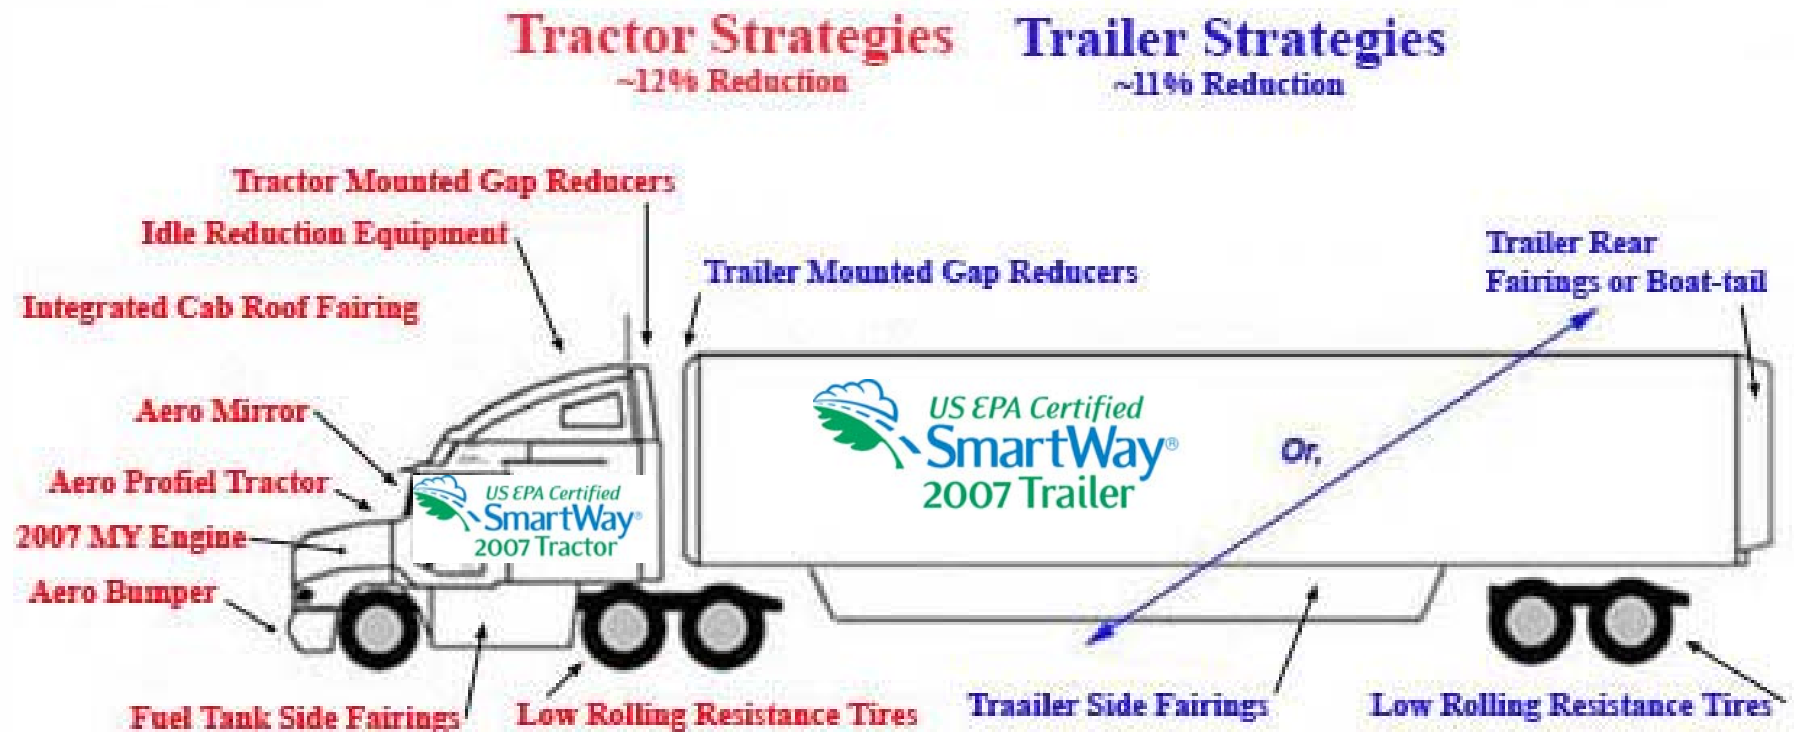 Tractor Strategies
~12% Reduction
Trailer Strategies
~11% Reduction
Tractor Mounted Gap Reducers
Idle Reduction Equipment
Integrated Cab Roof Fairing
Aero Mirror
Aero Profiel Tractor
2007 MY Engine
Aero Bumper
Fuel Tank Side Fairings
Low Rolling Resistance Tires
US EPA Certified
SmartWay®
2007 Tractor
Trailer Mounted Gap Reducers
Trailer Rear
Fairings or Boat-tail
US EPA Certified
SmartWay®
2007 Trailer
Or,
Traailer Side Fairings
Low Rolling Resistance Tires